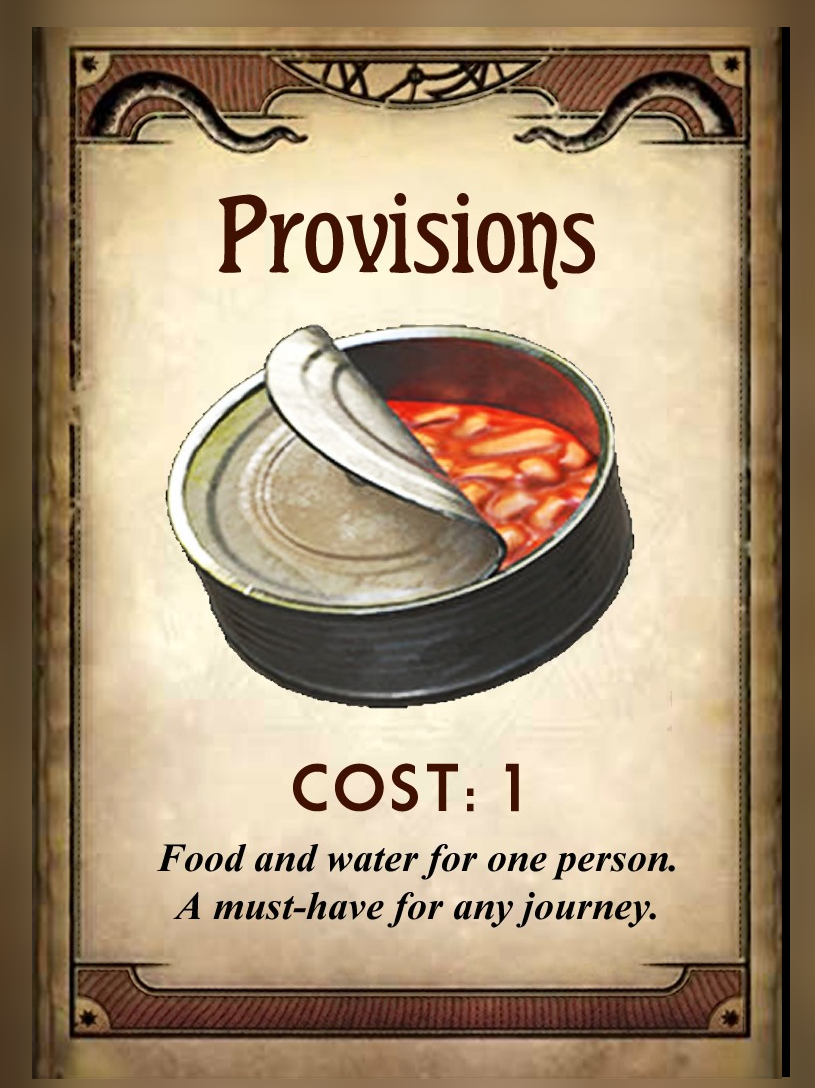 Provisions
COST: 1
Food and water for one person.
A must-have for any journey.